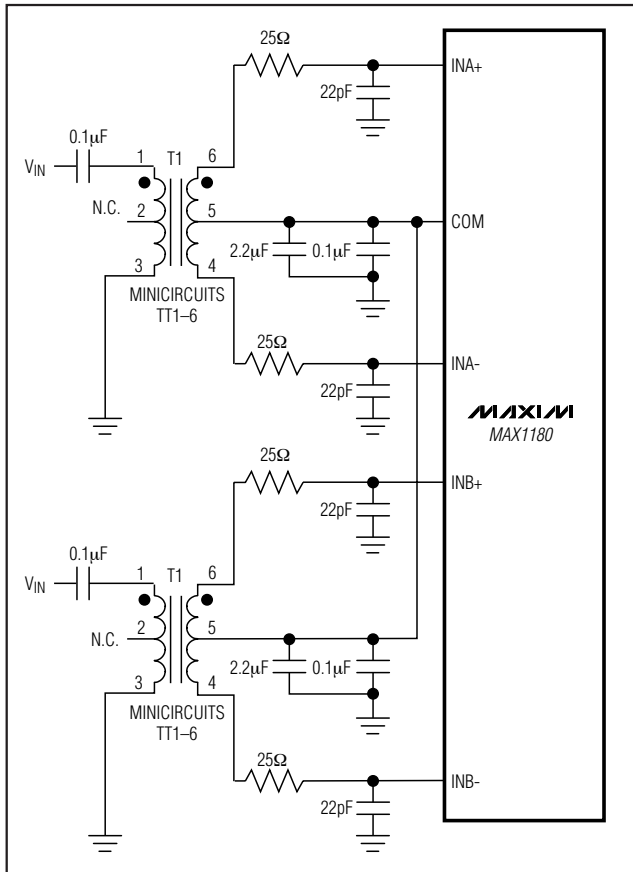 25Ω
INA+
22pF
0.1μF
1
T1
6
VIN
N.C.
2
5
COM
2.2μF
0.1μF
3
4
MINICIRCUITS
TT1–6
25Ω
INA-
22pF
MAXIM
MAX1180
25Ω
INB+
22pF
0.1μF
1
T1
6
VIN
N.C.
2
5
2.2μF
0.1μF
3
4
MINICIRCUITS
TT1–6
25Ω
INB-
22pF